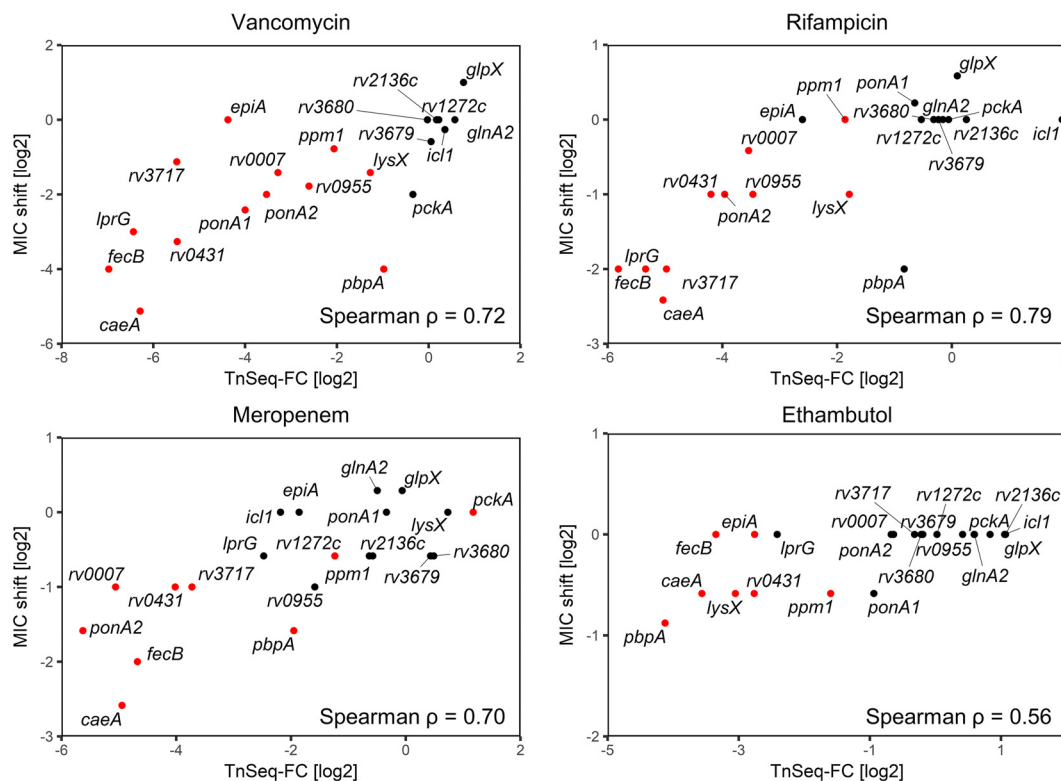 Vancomycin
2
0
-2
-4
-6
MIC shift [log2]
glpX
rv2136c
rv3680
rv1272c
epiA
ppm1
rv3679
icl1
glnA2
rv3717
rv0007
lysX
rv0955
ponA2
pckA
ponA1
lprG
rv0431
fecB
pbpA
caeA
Spearman ρ = 0.72
-8
-6
-4
-2
0
2
TnSeq-FC [log2]
Rifampicin
1
0
-1
-2
-3
MIC shift [log2]
glpX
ponA1
ppm1
rv3680
glnA2
pckA
epiA
rv1272c
rv2136c
icl1
rv0007
rv3679
rv0431
rv0955
ponA2
lysX
lprG
fecB
rv3717
pbpA
caeA
Spearman ρ = 0.79
-6
-4
-2
0
TnSeq-FC [log2]
Meropenem
1
0
-1
-2
-3
MIC shift [log2]
glnA2
glpX
epiA
pckA
icl1
ponA1
lysX
lprG
rv1272c
rv2136c
rv3680
rv0007
rv3717
ppm1
rv3679
rv0431
rv0955
ponA2
pbpA
fecB
caeA
Spearman ρ = 0.70
-6
-4
-2
0
2
TnSeq-FC [log2]
Ethambutol
1
0
-1
-2
MIC shift [log2]
rv3717
rv1272c
rv2136c
epiA
rv0007
rv3679
pckA
icl1
fecB
lprG
ponA2
rv0955
glpX
rv3680
glnA2
caeA
rv0431
lysX
ppm1
ponA1
pbpA
Spearman ρ = 0.56
-5
-3
-1
1
TnSeq-FC [log2]